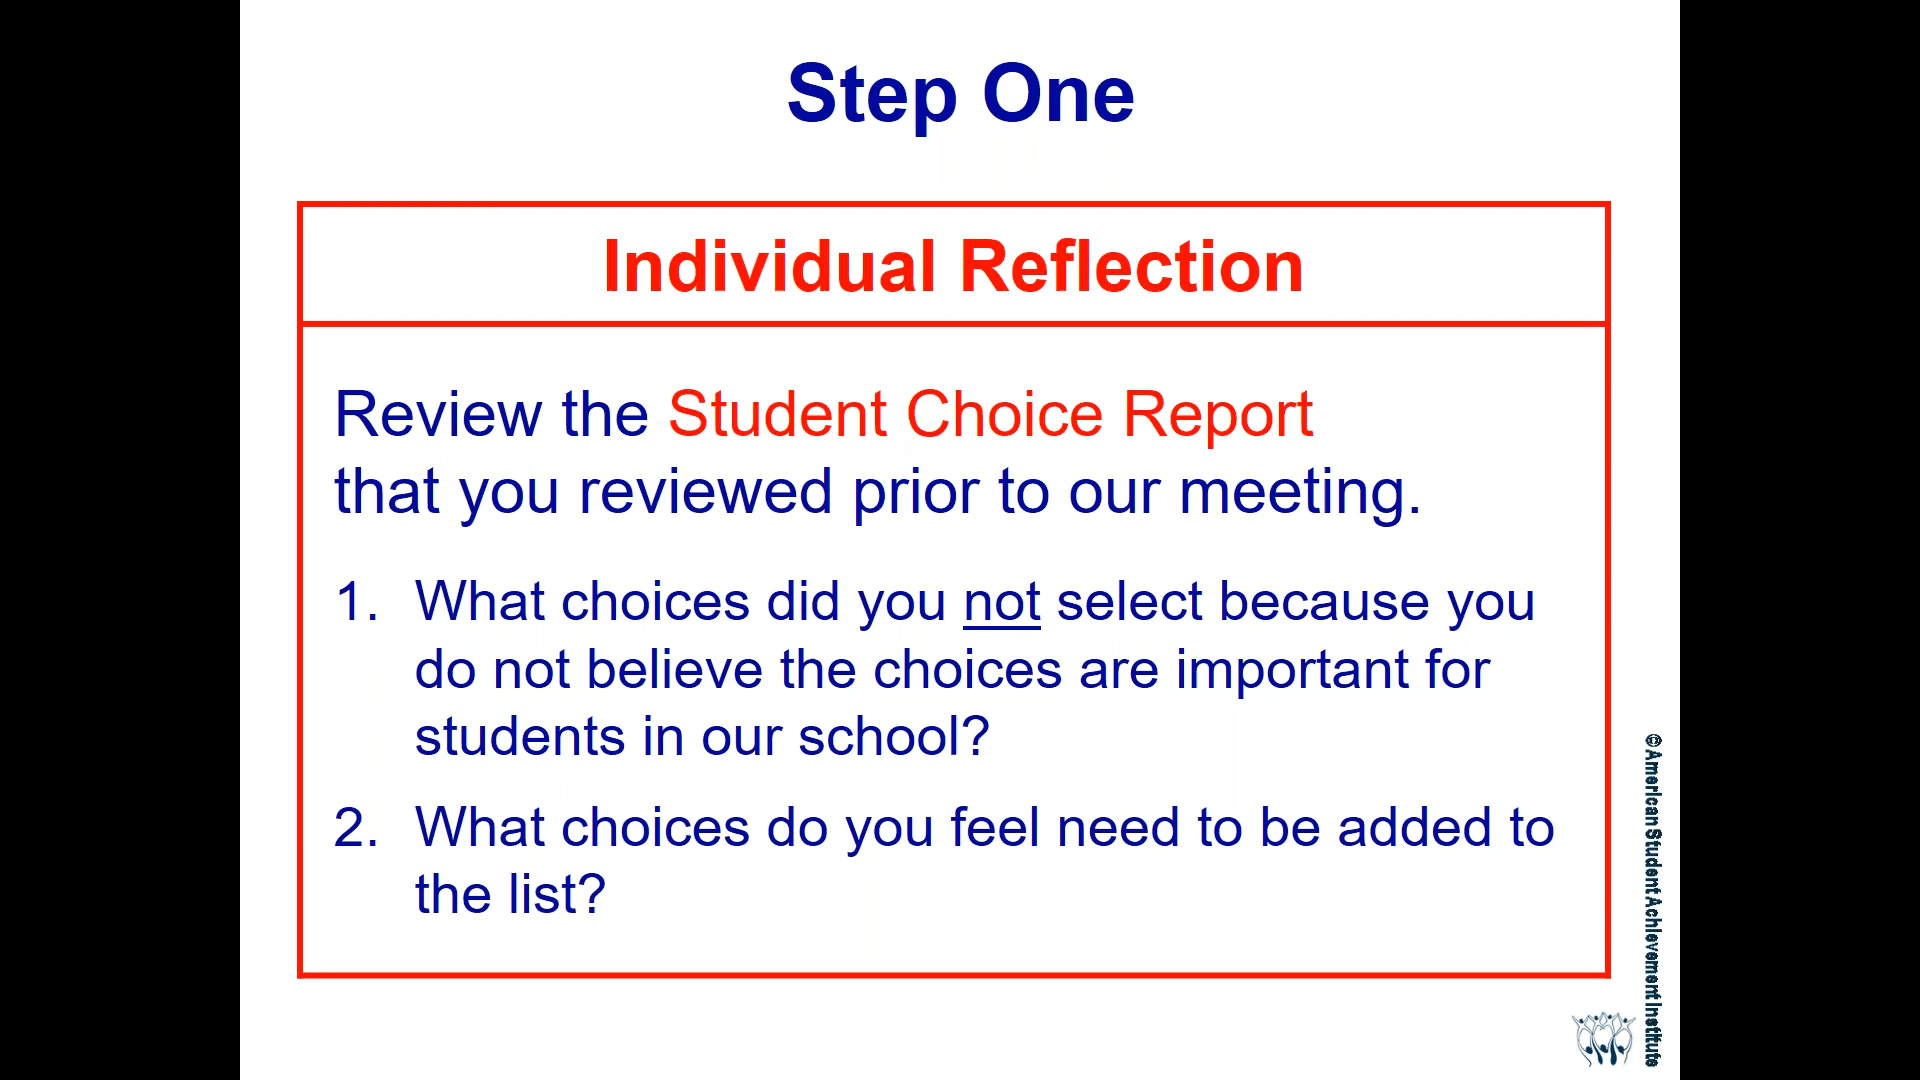 Step One
Individual Reflection
Review the Student Choice Report
that you reviewed prior to our meeting.
1. What choices did you not select because you
do not believe the choices are important for
students in our school?
2. What choices do you feel need to be added to
the list?
© American Student Achievement Institute